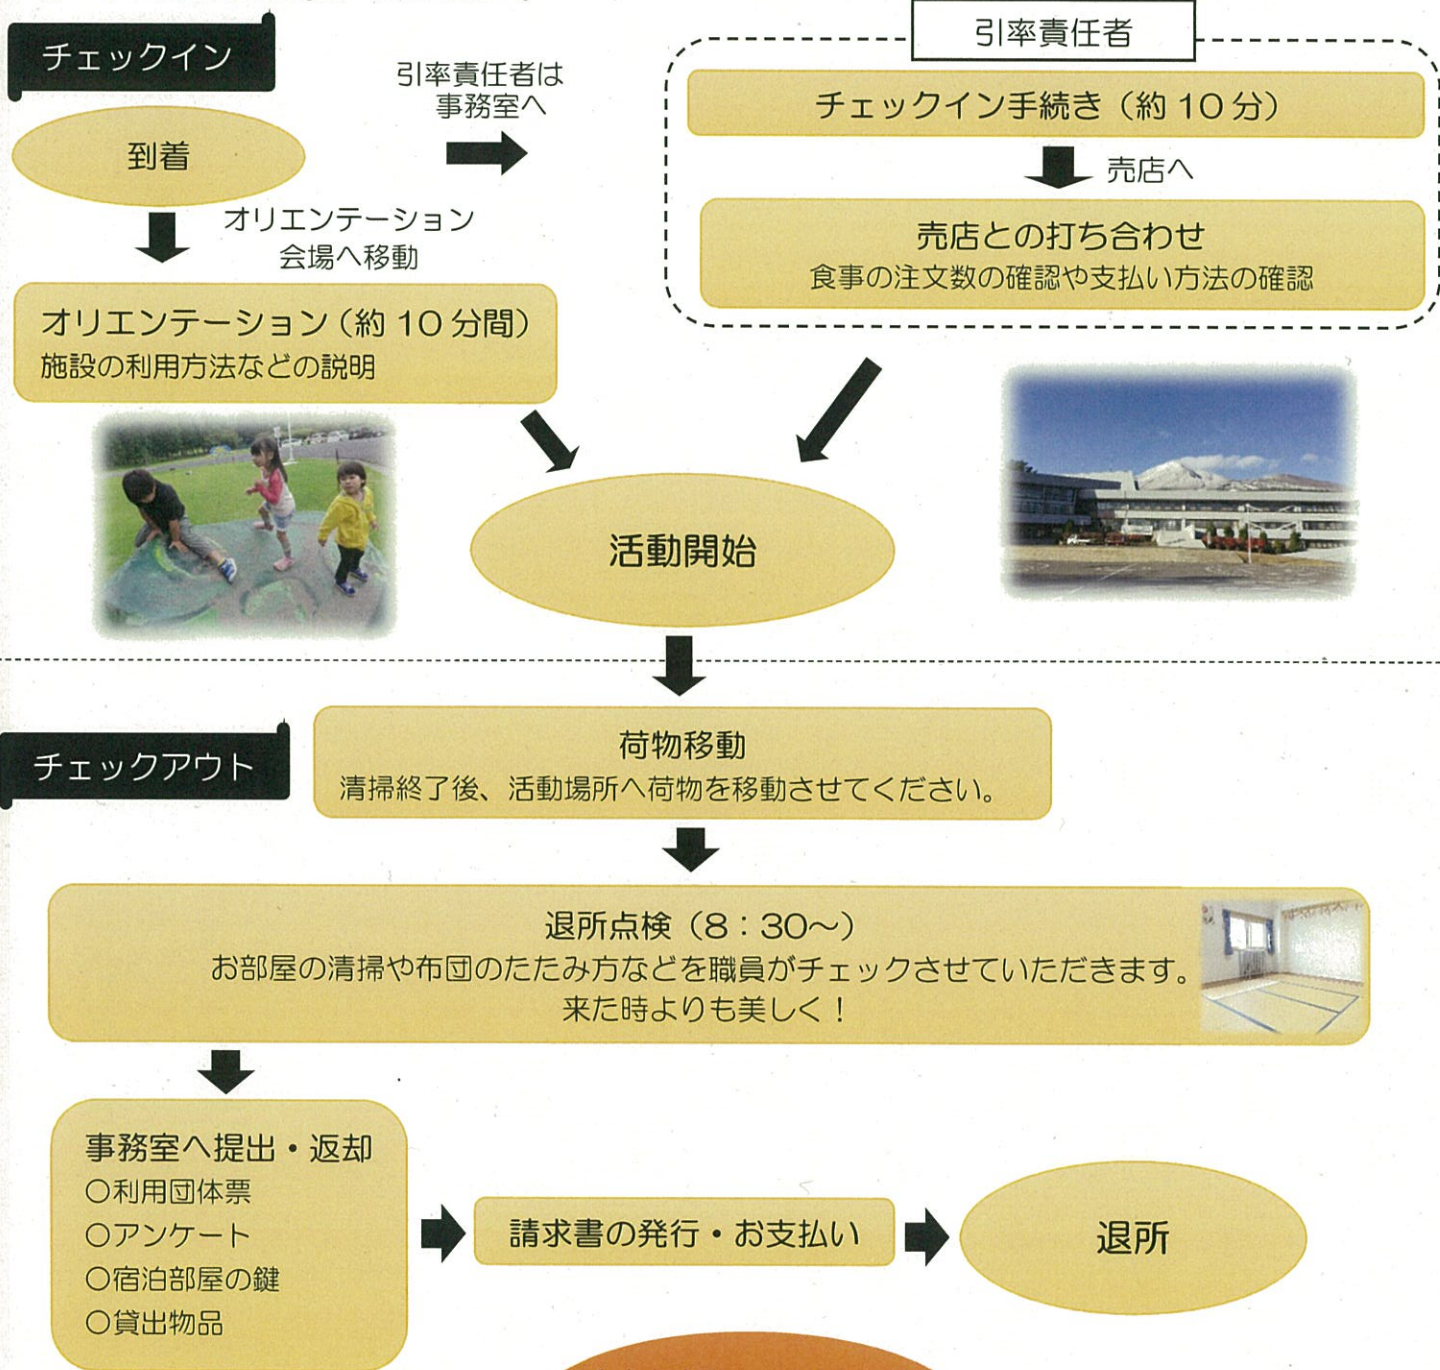 チェックイン
到着
引率責任者は
事務室へ
オリエンテーション
会場へ移動
オリエンテーション（約 10 分間）
施設の利用方法などの説明
引率責任者
チェックイン手続き（約 10 分）
売店へ
売店との打ち合わせ
食事の注文数の確認や支払い方法の確認
活動開始
チェックアウト
荷物移動
清掃終了後、活動場所へ荷物を移動させてください。
退所点検（8：30～）
お部屋の清掃や布団のたたみ方などを職員がチェックさせていただきます。
来た時よりも美しく！
事務室へ提出・返却
○利用団体票
○アンケート
○宿泊部屋の鍵
○貸出物品
請求書の発行・お支払い
退所